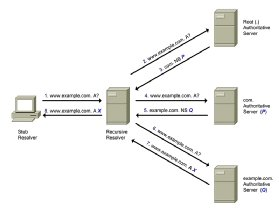 Root (.)
Authoritative
Server
2. www.example.com. A?
3. com. NS P
1. www.example.com. A?
8. www.example.com. A X
4. www.example.com. A?
5. example.com. NS Q
com.
Authoritative
Server
(P)
Stub
Resolver
Recursive
Resolver
6. www.example.com. A?
7. www.example.com. A X
example.com.
Authoritative
Server (Q)